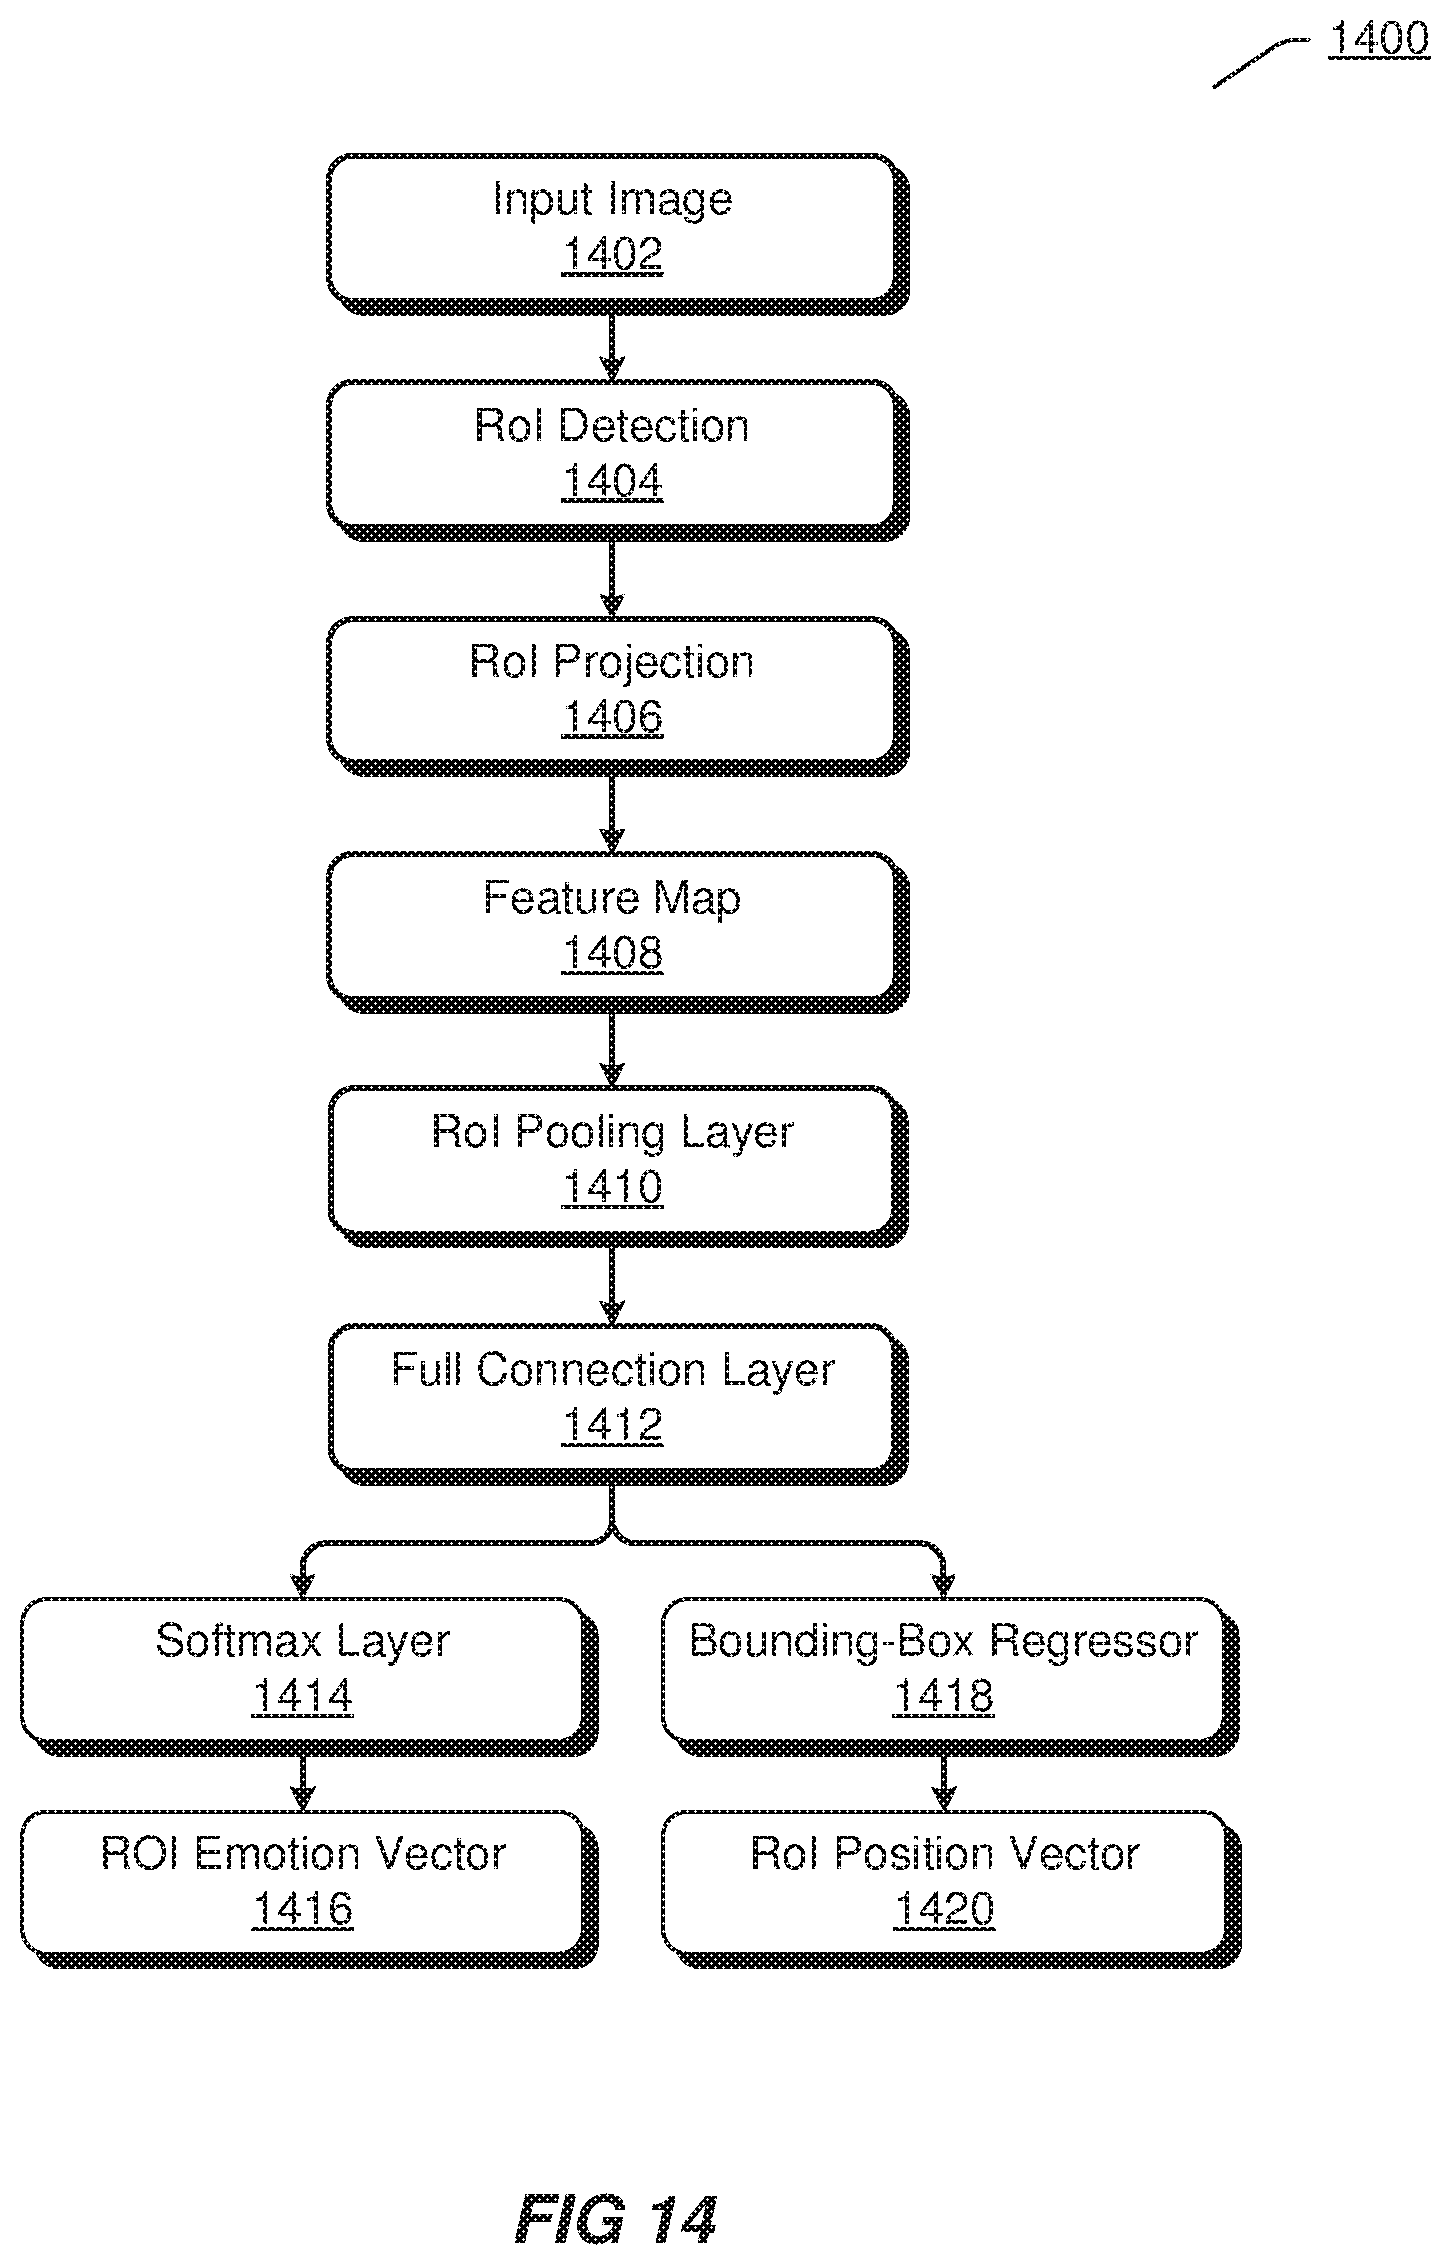 1400
Input Image
1402
RoI Detection
1404
RoI Projection
1406
Feature Map
1408
RoI Pooling Layer
1410
Full Connection Layer
1412
Softmax Layer
1414
Bounding-Box Regressor
1418
ROI Emotion Vector
1416
RoI Position Vector
1420
FIG 14